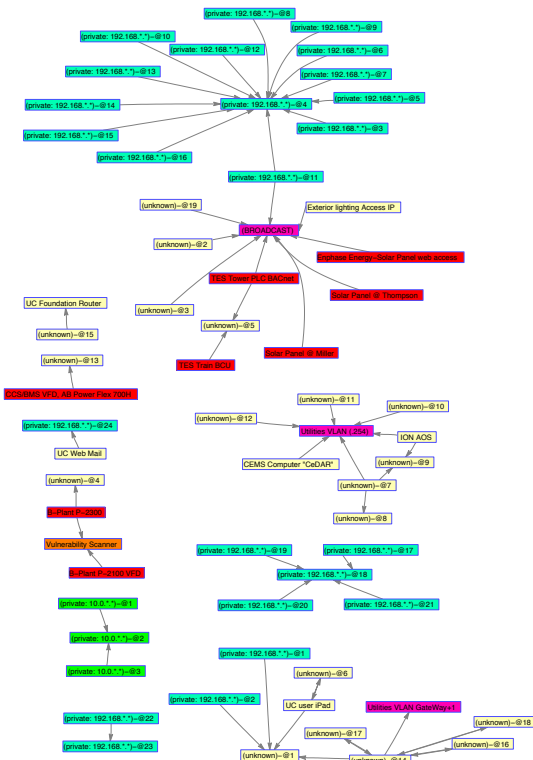 (private: 192.168.*.*)–@8
(private: 192.168.*.*)–@9
(private: 192.168.*.*)–@10
(private: 192.168.*.*)–@12
(private: 192.168.*.*)–@6
(private: 192.168.*.*)–@13
(private: 192.168.*.*)–@7
(private: 192.168.*.*)–@14
(private: 192.168.*.*)–@4
(private: 192.168.*.*)–@5
(private: 192.168.*.*)–@15
(private: 192.168.*.*)–@3
(private: 192.168.*.*)–@16
(private: 192.168.*.*)–@11
(unknown)–@19
Exterior lighting Access IP
(BROADCAST)
(unknown)–@2
Enphase Energy–Solar Panel web access
TES Tower PLC BACnet
Solar Panel @ Thompson
UC Foundation Router
(unknown)–@3
(unknown)–@5
(unknown)–@15
Solar Panel @ Miller
(unknown)–@13
TES Train BCU
CCS/BMS VFD, AB Power Flex 700H
(unknown)–@11
(unknown)–@10
(unknown)–@12
(private: 192.168.*.*)–@24
Utilities VLAN (.254)
ION AOS
UC Web Mail
CEMS Computer "CeDAR"
(unknown)–@9
(unknown)–@4
(unknown)–@7
B–Plant P–2300
(unknown)–@8
Vulnerability Scanner
(private: 192.168.*.*)–@19
(private: 192.168.*.*)–@17
B–Plant P–2100 VFD
(private: 192.168.*.*)–@18
(private: 10.0.*.*)–@1
(private: 192.168.*.*)–@20
(private: 192.168.*.*)–@21
(private: 10.0.*.*)–@2
(private: 192.168.*.*)–@1
(private: 10.0.*.*)–@3
(unknown)–@6
(private: 192.168.*.*)–@2
UC user iPad
Utilities VLAN GateWay+1
(private: 192.168.*.*)–@22
(unknown)–@18
(unknown)–@17
(private: 192.168.*.*)–@23
(unknown)–@16
(unknown)–@1
(unknown)–@14